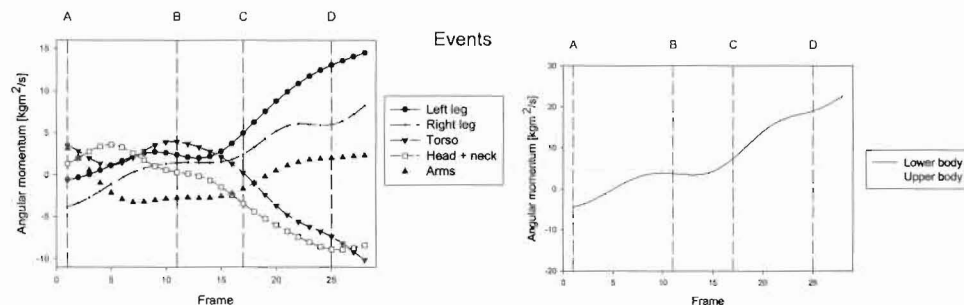 A B C D
Events
15
10
5
0
-5
-10
0 5 10 15 20 25
Angular momentum [kgm²/s]
Frame
Left leg
Right leg
Torso
Head + neck
Arms
A B C D
30
20
10
0
-10
-20
0 5 10 15 20 25
Angular momentum [kgm²/s]
Frame
Lower body
Upper body